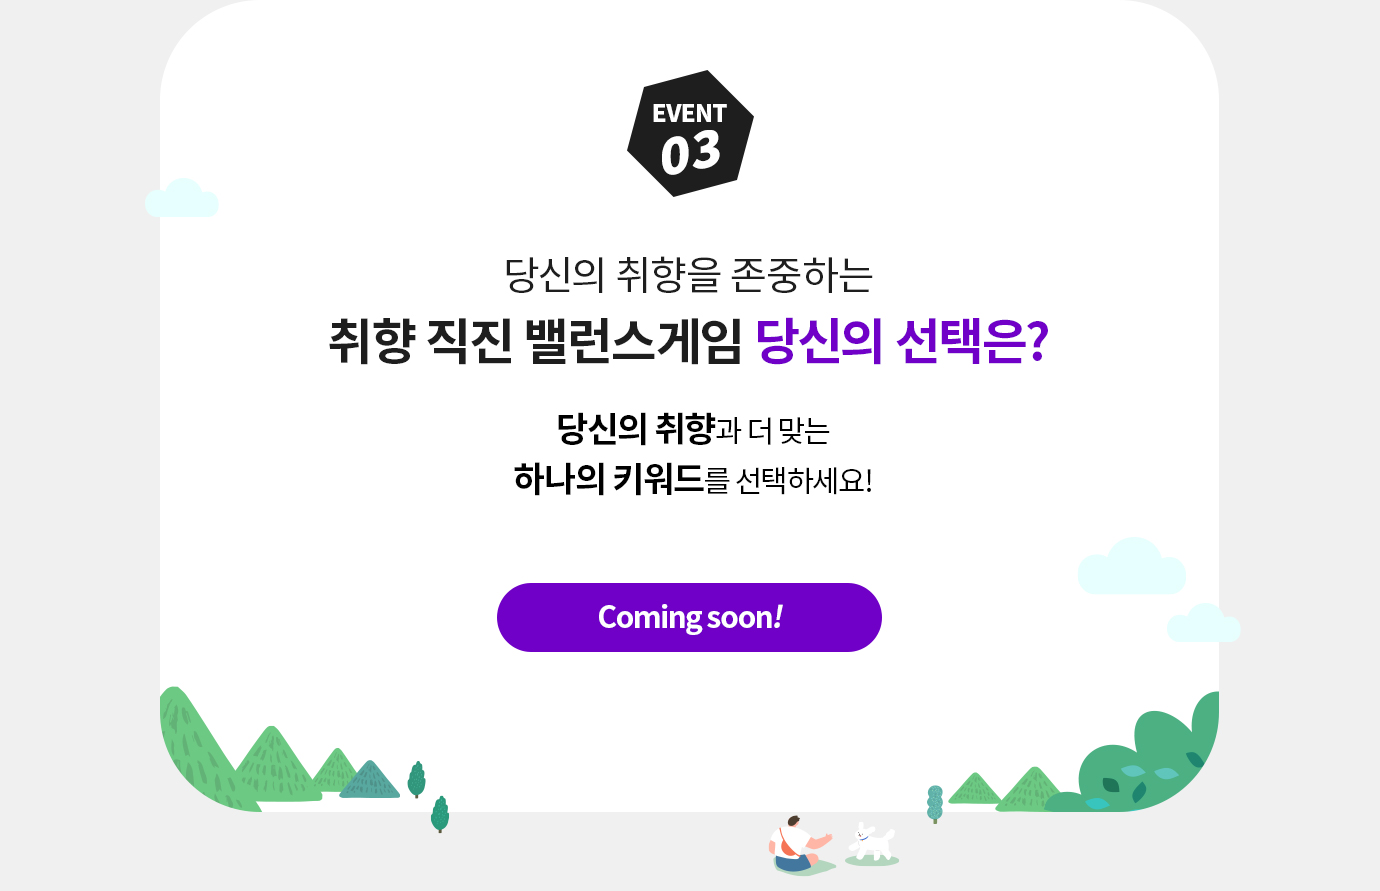 EVENT
03
당신의 취향을 존중하는
취향 직진 밸런스게임 당신의 선택은?
당신의 취향과 더 맞는
하나의 키워드를 선택하세요!
Coming soon!